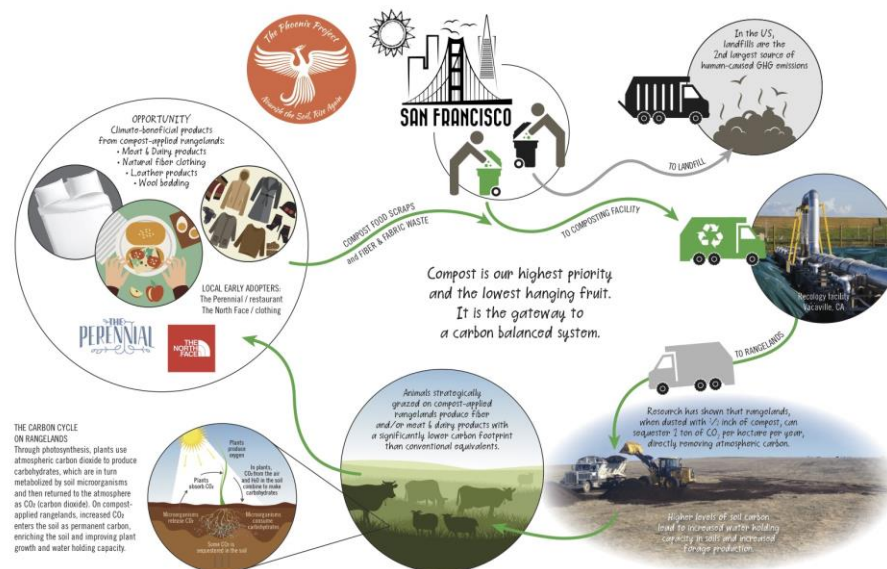 The Phoenix Project
Nourish the Soil, Rise Again
SAN FRANCISCO
In the US,
landfills are the
2nd largest source of
human-caused GHG emissions
TO LANDFILL
OPPORTUNITY
Climate-beneficial products
from compost-applied rangelands:
• Meat & Dairy products
• Natural fiber clothing
• Leather products
• Wool bedding
LOCAL EARLY ADOPTERS:
The Perennial / restaurant
The North Face / clothing
THE
PERENNIAL
THE
NORTH
FACE
COMPOST FOOD SCRAPS
and FIBER & FABRIC WASTE
TO COMPOSTING FACILITY
Recology facility
Vacaville, CA
Compost is our highest priority
and the lowest hanging fruit.
It is the gateway to
a carbon balanced system.
TO RANGELANDS
Research has shown that rangelands,
when dusted with 1/2 inch of compost, can
sequester 1 ton of CO₂ per hectare per year,
directly removing atmospheric carbon.
Higher levels of soil carbon
lead to increased water holding
capacity in soils and increased
forage production.
Animals strategically
grazed on compost-applied
rangelands produce fiber
and/or meat & dairy products with
a significantly lower carbon footprint
than conventional equivalents.
THE CARBON CYCLE
ON RANGELANDS
Through photosynthesis, plants use
atmospheric carbon dioxide to produce
carbohydrates, which are in turn
metabolized by soil microorganisms
and then returned to the atmosphere
as CO₂ (carbon dioxide). On compost-
applied rangelands, increased CO₂
enters the soil as permanent carbon,
enriching the soil and improving plant
growth and water holding capacity.
Plants
produce
oxygen
Plants
absorb CO₂
In plants,
CO₂ from the air
and H₂O in the soil
combine to make
carbohydrates
Microorganisms
release CO₂
Microorganisms
consume
carbohydrates
Some CO₂ is
sequestered in the soil